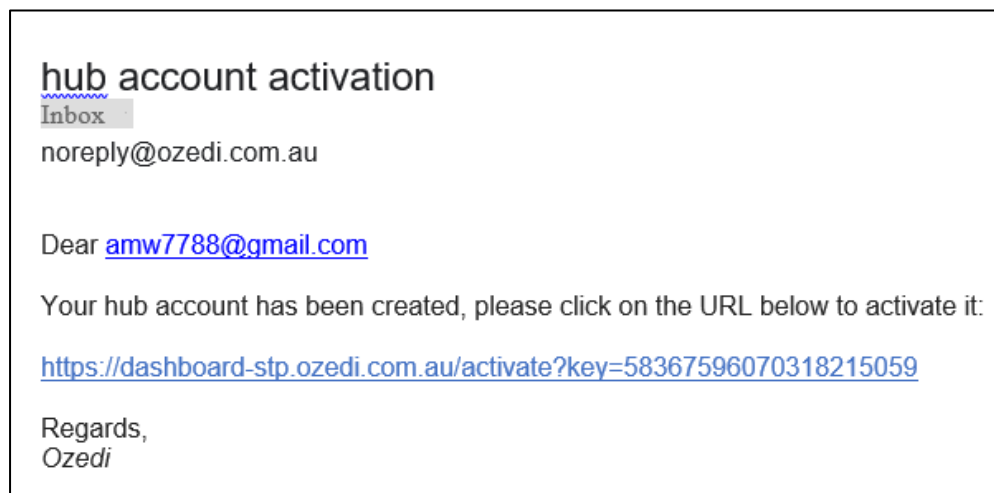 hub account activation
Inbox
noreply@ozedi.com.au
Dear amw7788@gmail.com
Your hub account has been created, please click on the URL below to activate it:
https://dashboard-stp.ozedi.com.au/activate?key=58367596070318215059
Regards,
Ozedi